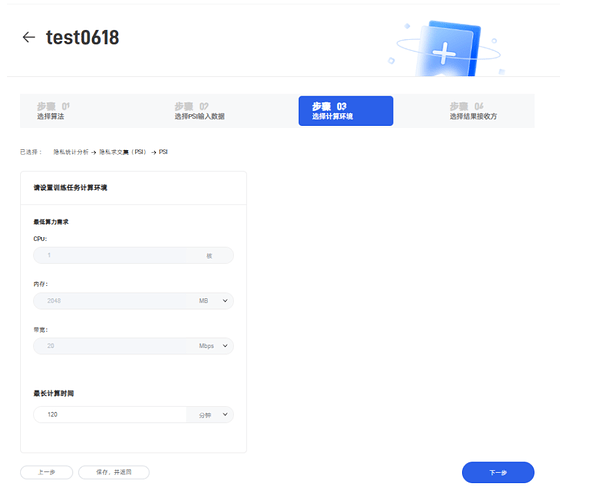 test0618
步骤 01
选择算法
步骤 02
选择PSI输入数据
步骤 03
选择计算环境
步骤 04
选择结果接收方
已选择： 隐私统计分析 → 隐私求交集（PSI） → PSI
请设置训练任务计算环境
最低算力需求
CPU:
1 核
内存:
2048 MB
带宽:
20 Mbps
最长计算时间
120 分钟
上一步
保存，并返回
下一步